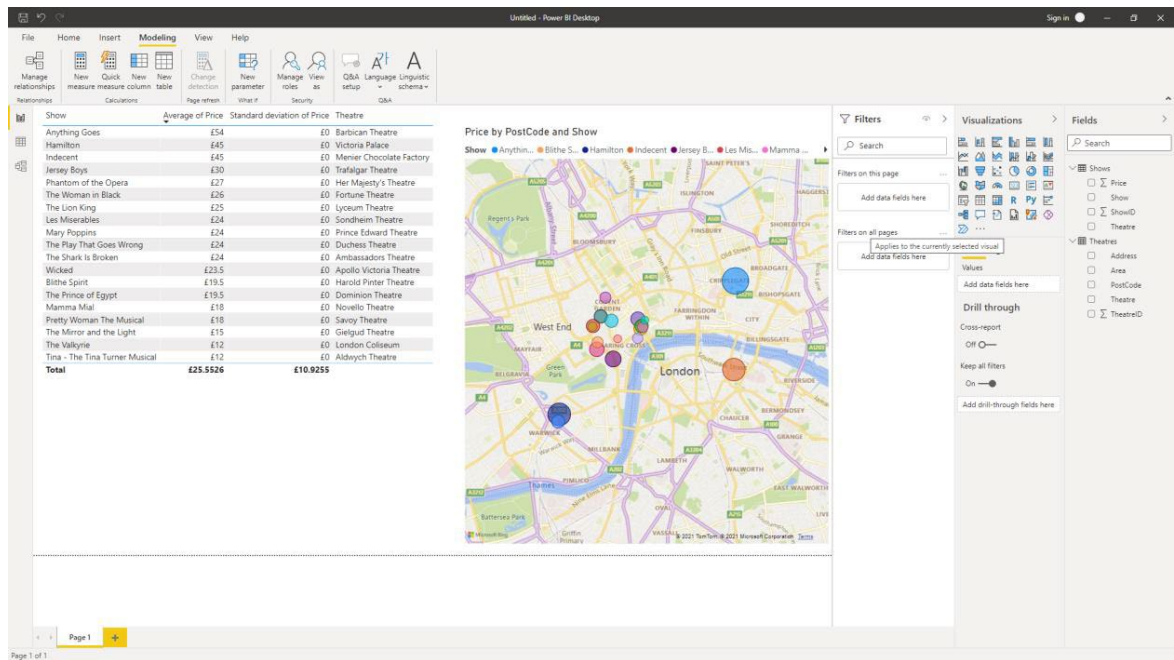 Untitled - Power BI Desktop
Sign in
File Home Insert Modeling View Help
Manage relationships
New measure
Quick measure
New column
New table
Change detection
New parameter
Manage roles
View as
Q&A setup
Language
Linguistic schema
Relationships Calculations Page refresh What if Security Q&A
Show Average of Price Standard deviation of Price Theatre
Anything Goes £54 £0 Barbican Theatre
Hamilton £45 £0 Victoria Palace
Indecent £45 £0 Menier Chocolate Factory
Jersey Boys £30 £0 Trafalgar Theatre
Phantom of the Opera £27 £0 Her Majesty's Theatre
The Woman in Black £26 £0 Fortune Theatre
The Lion King £25 £0 Lyceum Theatre
Les Miserables £24 £0 Sondheim Theatre
Mary Poppins £24 £0 Prince Edward Theatre
The Play That Goes Wrong £24 £0 Duchess Theatre
The Shark Is Broken £24 £0 Ambassadors Theatre
Wicked £23.5 £0 Apollo Victoria Theatre
Blithe Spirit £19.5 £0 Harold Pinter Theatre
The Prince of Egypt £19.5 £0 Dominion Theatre
Mamma Mia! £18 £0 Novello Theatre
Pretty Woman The Musical £18 £0 Savoy Theatre
The Mirror and the Light £15 £0 Gielgud Theatre
The Valkyrie £12 £0 London Coliseum
Tina - The Tina Turner Musical £12 £0 Aldwych Theatre
Total £25.5526 £10.9255
Price by PostCode and Show
Show Anythin... Blithe S... Hamilton Indecent Jersey B... Les Mis... Mamma ...
SAINT PETER'S
ISLINGTON
Regent's Park
FINSBURY
SHOREDITCH
BLOOMSBURY
Old Street
BROADGATE
BISHOPSGATE
FARRINGDON WITHIN
CITY
West End
MAYFAIR
BILLINGSGATE
Green Park
BELGRAVIA
London
RIVERSIDE
BERMONDSEY
CHAUCER
GRANGE
WARWICK
MILLBANK
LAMBETH
WALWORTH
PIMLICO
Thames
EAST WALWORTH
OVAL
Battersea Park
Griffin Primary
Microsoft Bing
© 2021 TomTom, © 2021 Microsoft Corporation Terms
Filters
Search
Filters on this page
Add data fields here
Filters on all pages
Applies to the currently selected visual
Add data fields here
Visualizations
Values
Add data fields here
Drill through
Cross-report
Off
Keep all filters
On
Add drill-through fields here
Fields
Search
Shows
Price
Show
ShowID
Theatre
Theatres
Address
Area
PostCode
Theatre
TheatreID
Page 1
Page 1 of 1